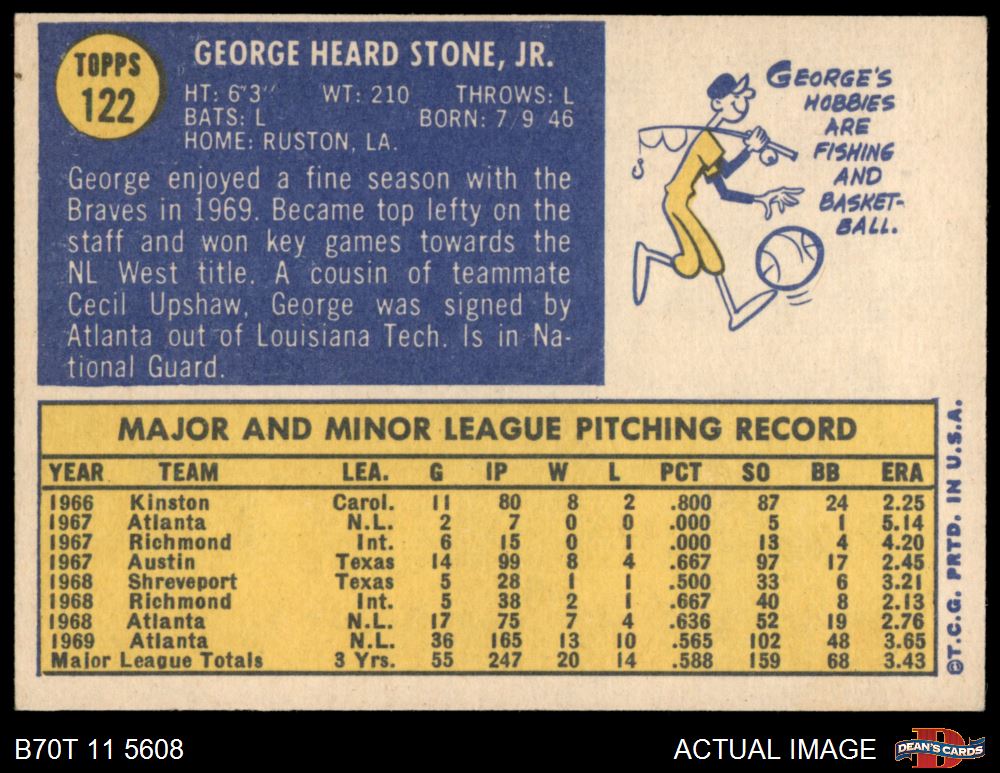 TOPPS
122
GEORGE HEARD STONE, JR.
HT: 6'3" WT: 210 THROWS: L
BATS: L BORN: 7 9 46
HOME: RUSTON, LA.
George enjoyed a fine season with the
Braves in 1969. Became top lefty on the
staff and won key games towards the
NL West title. A cousin of teammate
Cecil Upshaw, George was signed by
Atlanta out of Louisiana Tech. Is in Na-
tional Guard.
GEORGE'S
HOBBIES
ARE
FISHING
AND
BASKET-
BALL.
MAJOR AND MINOR LEAGUE PITCHING RECORD
YEAR TEAM LEA. G IP W L PCT SO BB ERA
1966 Kinston Carol. 11 80 8 2 .800 87 24 2.25
1967 Atlanta N.L. 2 7 0 0 .000 5 1 5.14
1967 Richmond Int. 6 15 0 1 .000 13 4 4.20
1967 Austin Texas 14 99 8 4 .667 97 17 2.45
1968 Shreveport Texas 5 28 1 1 .500 33 6 3.21
1968 Richmond Int. 5 38 2 1 .667 40 8 2.13
1968 Atlanta N.L. 17 75 7 4 .636 52 19 2.76
1969 Atlanta N.L. 36 165 13 10 .565 102 48 3.65
Major League Totals 3 Yrs. 55 247 20 14 .588 159 68 3.43
©T.C.G. PRTD. IN U.S.A.
B70T 11 5608
ACTUAL IMAGE
D
DEAN'S CARDS